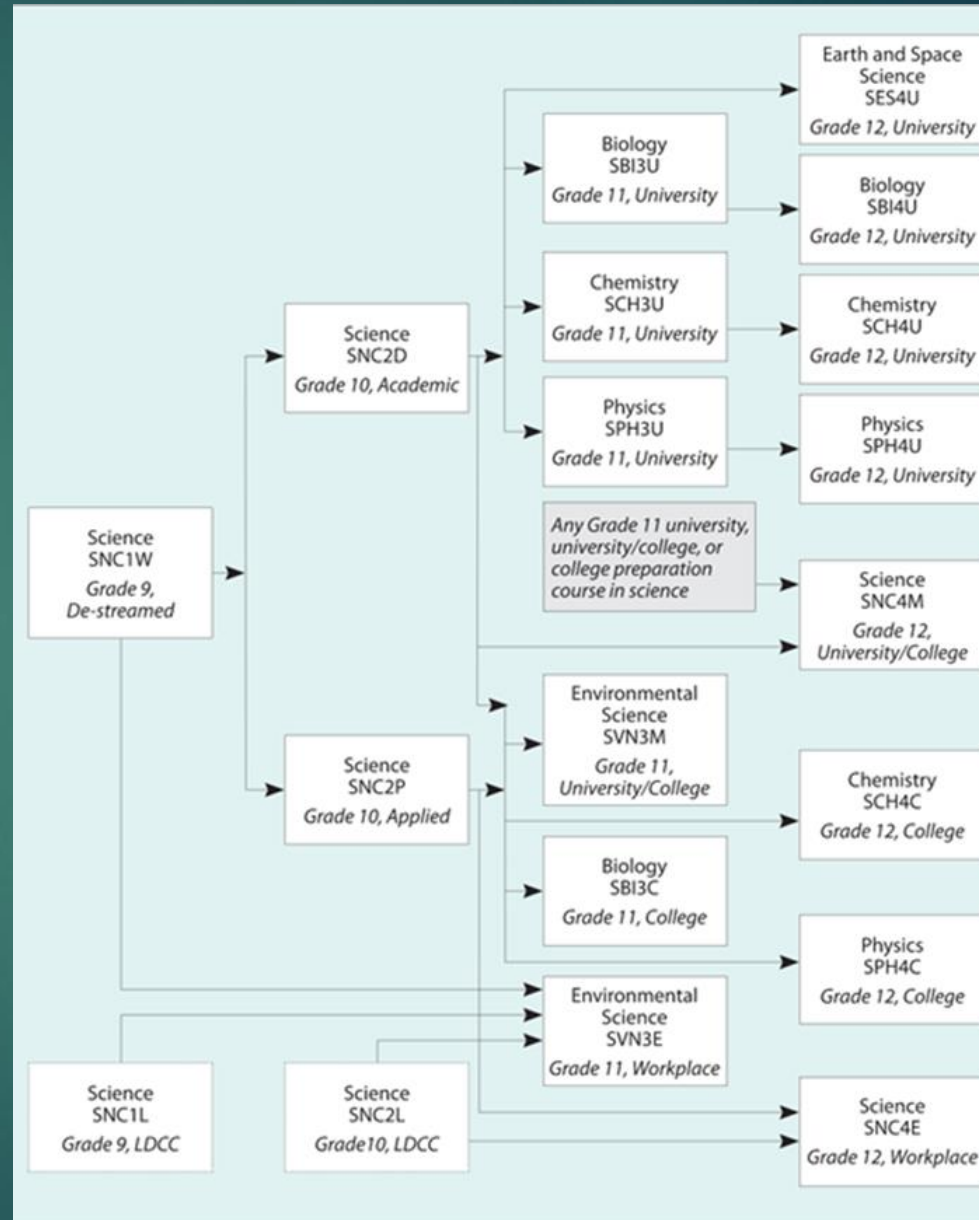 Earth and Space
Science
SES4U
Grade 12, University
Biology
SBI3U
Grade 11, University
Biology
SBI4U
Grade 12, University
Chemistry
SCH3U
Grade 11, University
Chemistry
SCH4U
Grade 12, University
Science
SNC2D
Grade 10, Academic
Physics
SPH3U
Grade 11, University
Physics
SPH4U
Grade 12, University
Science
SNC1W
Grade 9,
De-streamed
Any Grade 11 university,
university/college, or
college preparation
course in science
Science
SNC4M
Grade 12,
University/College
Environmental
Science
SVN3M
Grade 11,
University/College
Science
SNC2P
Grade 10, Applied
Chemistry
SCH4C
Grade 12, College
Biology
SBI3C
Grade 11, College
Physics
SPH4C
Grade 12, College
Environmental
Science
SVN3E
Grade 11, Workplace
Science
SNC1L
Grade 9, LDCC
Science
SNC2L
Grade10, LDCC
Science
SNC4E
Grade 12, Workplace